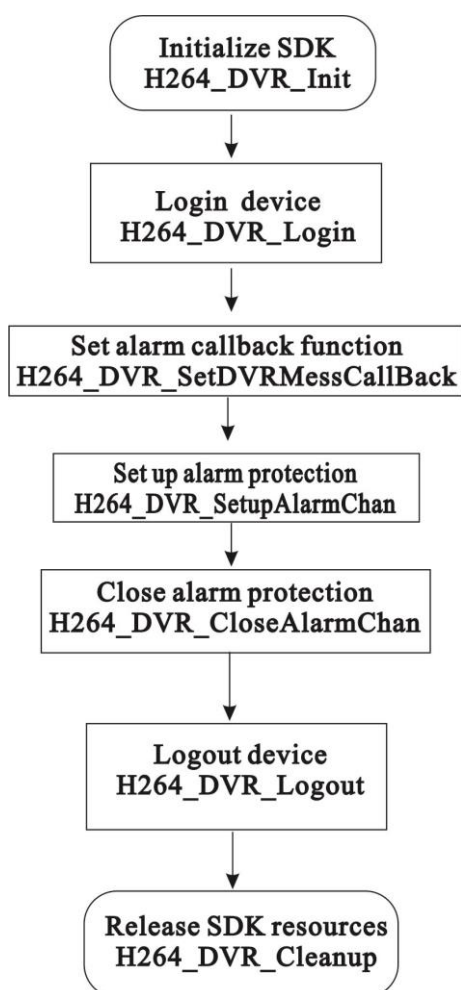 Initialize SDK
H264_DVR_Init
Login device
H264_DVR_Login
Set alarm callback function
H264_DVR_SetDVRMessCallBack
Set up alarm protection
H264_DVR_SetupAlarmChan
Close alarm protection
H264_DVR_CloseAlarmChan
Logout device
H264_DVR_Logout
Release SDK resources
H264_DVR_Cleanup